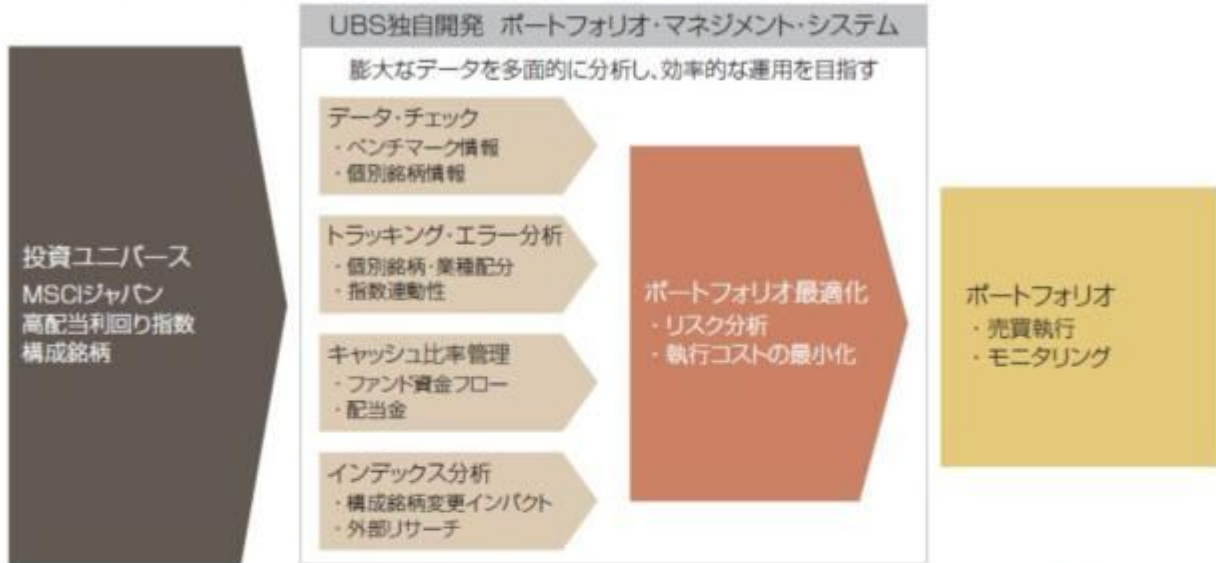 UBS独自開発 ポートフォリオ・マネジメント・システム
膨大なデータを多面的に分析し、効率的な運用を目指す
投資ユニバース
MSCIジャパン
高配当利回り指数
構成銘柄
データ・チェック
・ベンチマーク情報
・個別銘柄情報
トラッキング・エラー分析
・個別銘柄・業種配分
・指数連動性
キャッシュ比率管理
・ファンド資金フロー
・配当金
インデックス分析
・構成銘柄変更インパクト
・外部リサーチ
ポートフォリオ最適化
・リスク分析
・執行コストの最小化
ポートフォリオ
・売買執行
・モニタリング